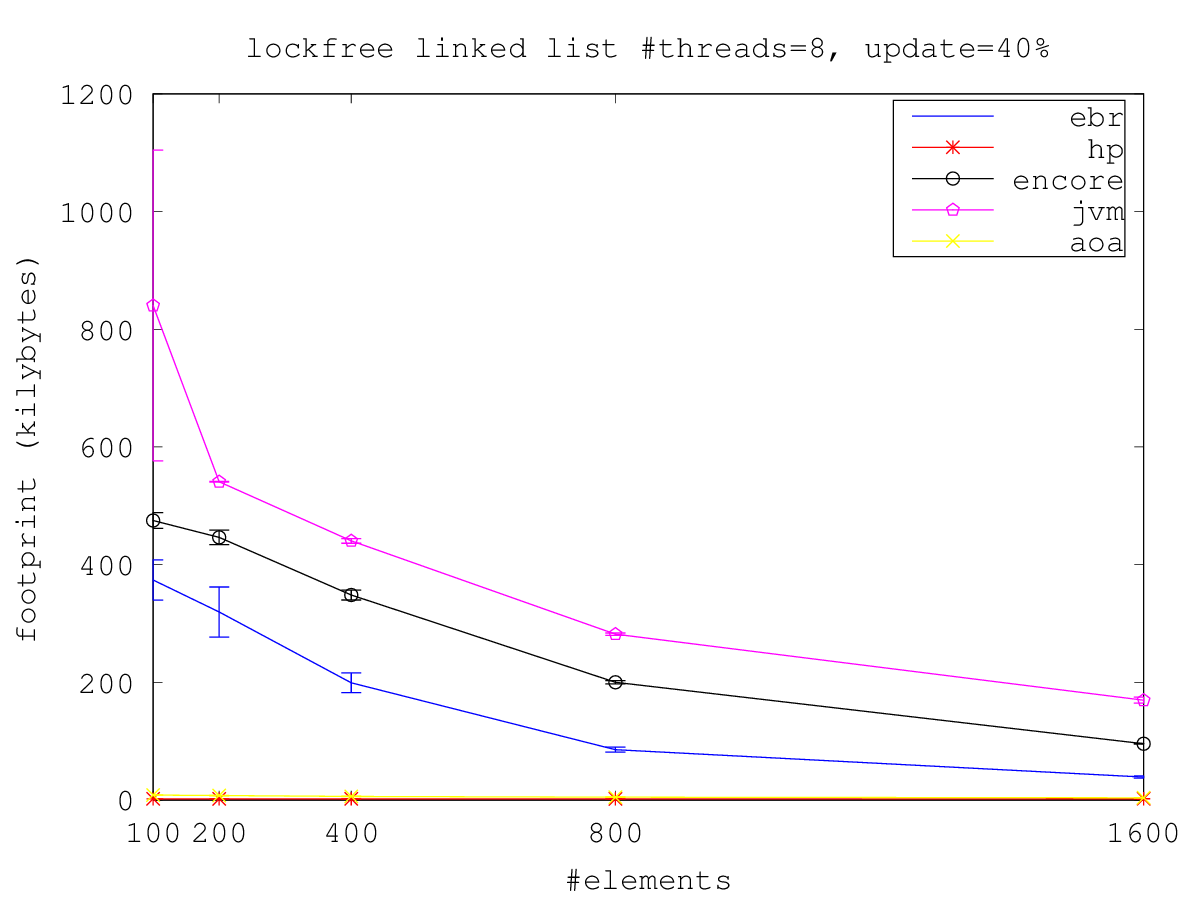 lockfree linked list #threads=8, update=40%
1200
1000
800
600
400
200
0
footprint (kilybytes)
ebr
hp
encore
jvm
aoa
100 200 400 800 1600
#elements